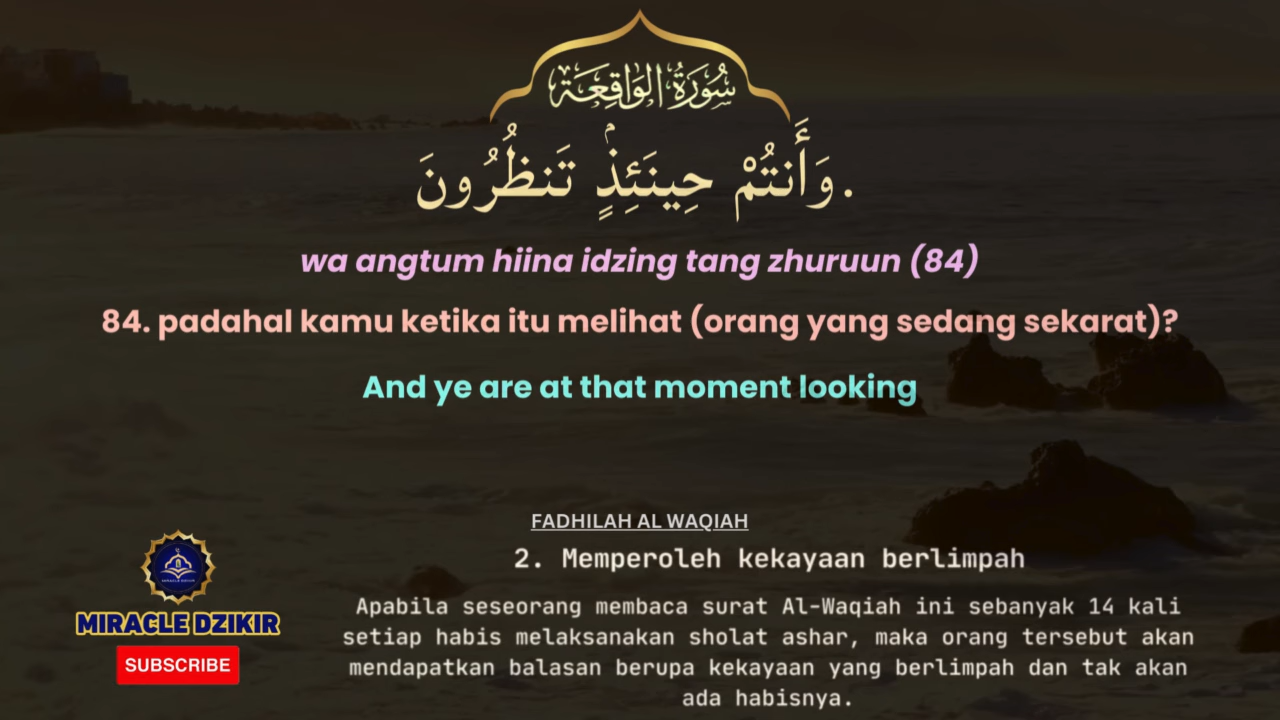 سُورَةُ الْوَاقِعَة
وَأَنتُمْ حِينَئِذٍۢ تَنظُرُونَ.
wa angtum hiina idzing tang zhuruun (84)
84. padahal kamu ketika itu melihat (orang yang sedang sekarat)?
And ye are at that moment looking
FADHILAH AL WAQIAH
2. Memperoleh kekayaan berlimpah
Apabila seseorang membaca surat Al-Waqiah ini sebanyak 14 kali
setiap habis melaksanakan sholat ashar, maka orang tersebut akan
mendapatkan balasan berupa kekayaan yang berlimpah dan tak akan
ada habisnya.
MIRACLE DZIKIR
MIRACLE DZIKIR
SUBSCRIBE